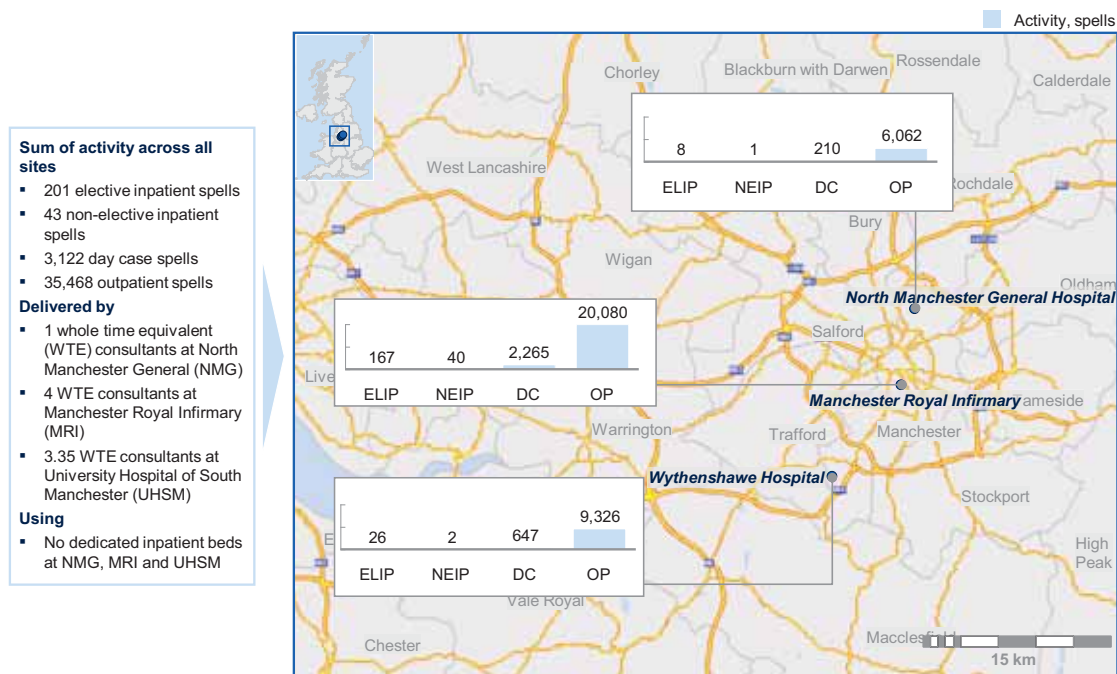 Activity, spells
Sum of activity across all
sites
▪ 201 elective inpatient spells
▪ 43 non-elective inpatient
spells
▪ 3,122 day case spells
▪ 35,468 outpatient spells
Delivered by
▪ 1 whole time equivalent
(WTE) consultants at North
Manchester General (NMG)
▪ 4 WTE consultants at
Manchester Royal Infirmary
(MRI)
▪ 3.35 WTE consultants at
University Hospital of South
Manchester (UHSM)
Using
▪ No dedicated inpatient beds
at NMG, MRI and UHSM
Chorley
Blackburn with Darwen
Rossendale
Calderdale
West Lancashire
8 1 210 6,062
ELIP NEIP DC OP
Rochdale
Bury
Wigan
Oldham
North Manchester General Hospital
Salford
167 40 2,265 20,080
ELIP NEIP DC OP
Live
Manchester Royal Infirmary
Tameside
Warrington
Trafford
Manchester
Wythenshawe Hospital
Stockport
26 2 647 9,326
ELIP NEIP DC OP
High
Peak
Vale Royal
Chester
Macclesfield
15 km